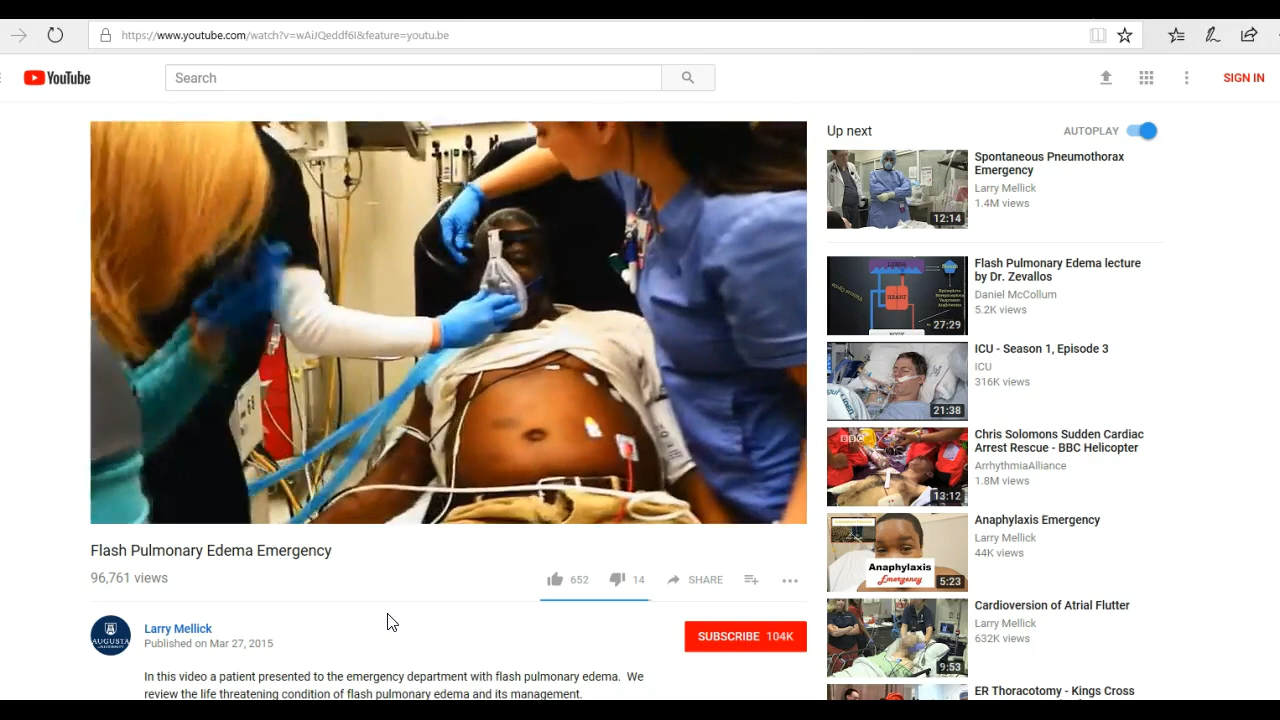 https://www.youtube.com/watch?v=wAiJQeddf6I&feature=youtu.be
YouTube
Search
SIGN IN
Up next
AUTOPLAY
Spontaneous Pneumothorax
Emergency
Larry Mellick
1.4M views
12:14
Flash Pulmonary Edema lecture
by Dr. Zevallos
Daniel McCollum
5.2K views
HEART
27:29
ICU - Season 1, Episode 3
ICU
316K views
21:38
Chris Solomons Sudden Cardiac
Arrest Rescue - BBC Helicopter
ArrhythmiaAlliance
1.8M views
BBC
13:12
Anaphylaxis Emergency
Larry Mellick
44K views
Anaphylaxis
Emergency
5:23
Cardioversion of Atrial Flutter
Larry Mellick
632K views
9:53
ER Thoracotomy - Kings Cross
Flash Pulmonary Edema Emergency
96,761 views
652
14
SHARE
AUGUSTA
UNIVERSITY
Larry Mellick
Published on Mar 27, 2015
SUBSCRIBE 104K
In this video a patient presented to the emergency department with flash pulmonary edema. We
review the life threatening condition of flash pulmonary edema and its management.